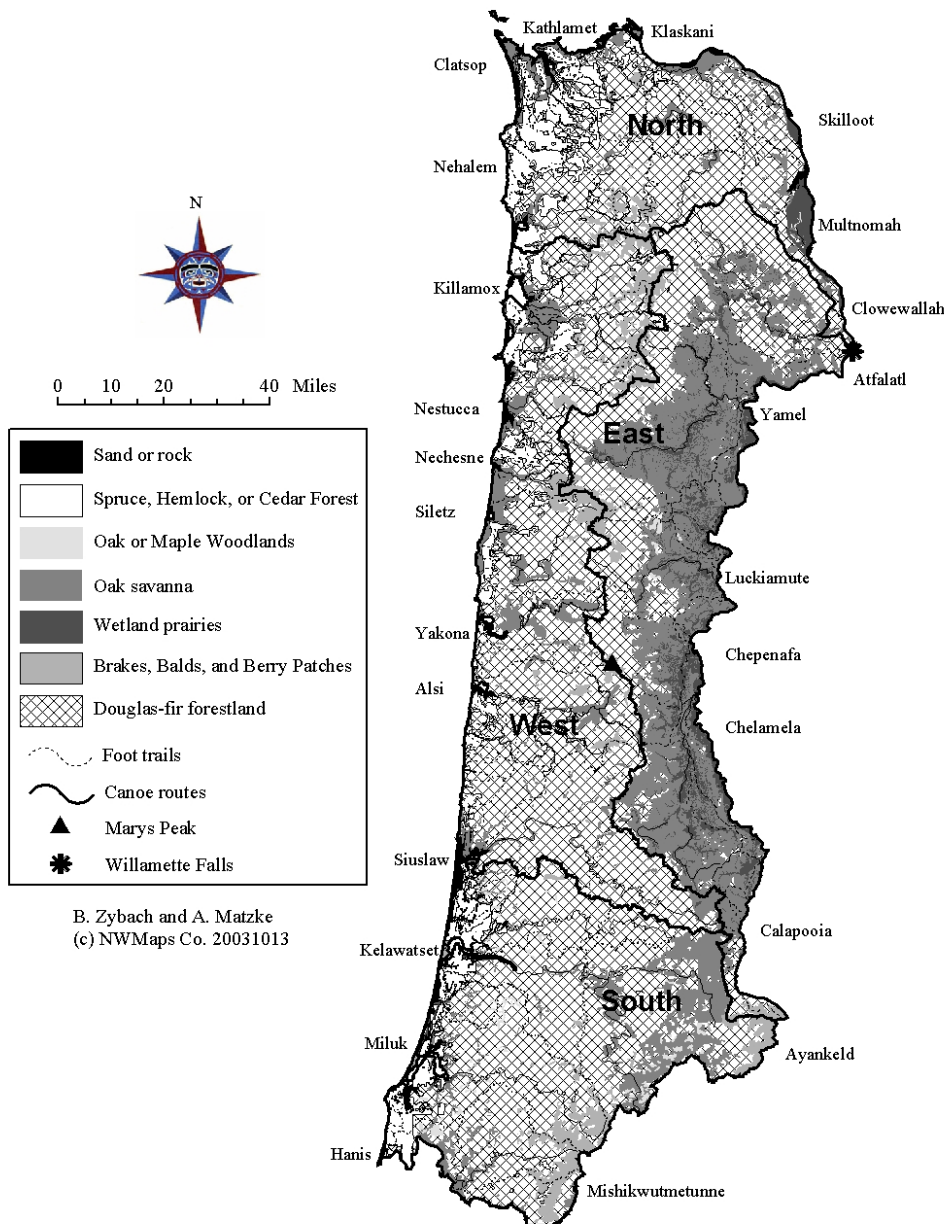 Kathlamet
Klaskani
Clatsop
North
Skilloot
Nehalem
N
Multnomah
Killamox
Clowewallah
Atfalatl
0 10 20 40 Miles
Nestucca
Yamel
East
Nechesne
Siletz
Luckiamute
Yakona
Chepenafa
Alsi
West
Chelamela
Sand or rock
Spruce, Hemlock, or Cedar Forest
Oak or Maple Woodlands
Oak savanna
Wetland prairies
Brakes, Balds, and Berry Patches
Douglas-fir forestland
Foot trails
Canoe routes
Marys Peak
Willamette Falls
Siuslaw
B. Zybach and A. Matzke
(c) NWMaps Co. 20031013
Calapooia
Kelawatset
South
Miluk
Ayankeld
Hanis
Mishikwutmetunne